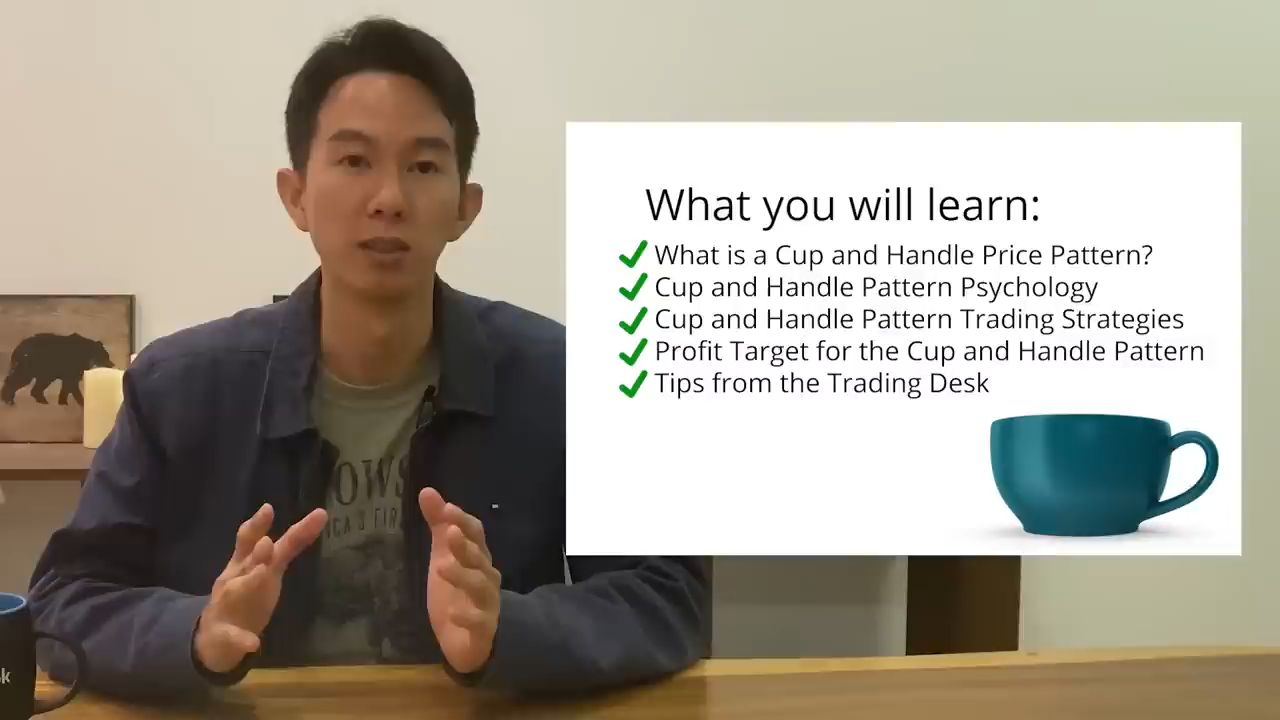 What you will learn:
What is a Cup and Handle Price Pattern?
Cup and Handle Pattern Psychology
Cup and Handle Pattern Trading Strategies
Profit Target for the Cup and Handle Pattern
Tips from the Trading Desk